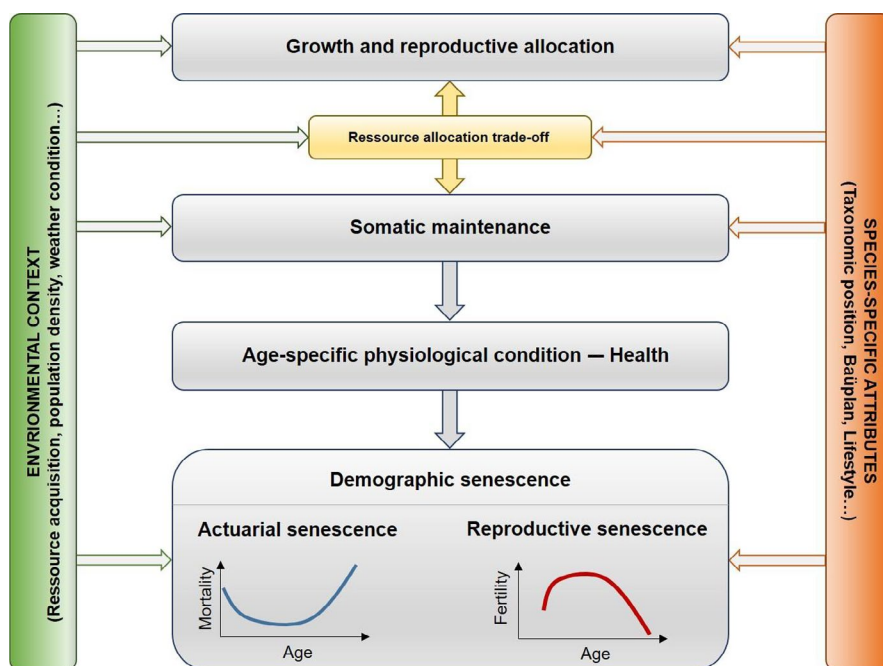 ENVRIONMENTAL CONTEXT
(Ressource acquisition, population density, weather condition…)
Growth and reproductive allocation
Ressource allocation trade-off
Somatic maintenance
Age-specific physiological condition — Health
Demographic senescence
Actuarial senescence
Mortality
Age
Reproductive senescence
Fertility
Age
SPECIES-SPECIFIC ATTRIBUTES
(Taxonomic position, Baüplan, Lifestyle…)